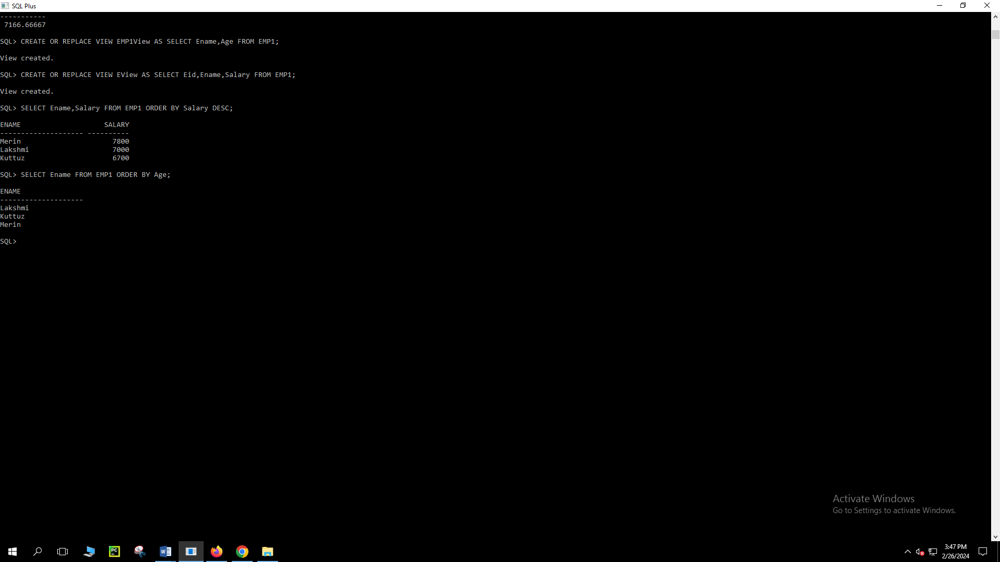 SQL Plus
-----------
 7166.66667
SQL> CREATE OR REPLACE VIEW EMP1View AS SELECT Ename,Age FROM EMP1;
View created.
SQL> CREATE OR REPLACE VIEW EView AS SELECT Eid,Ename,Salary FROM EMP1;
View created.
SQL> SELECT Ename,Salary FROM EMP1 ORDER BY Salary DESC;
ENAME                    SALARY
-------------------- ----------
Merin                      7800
Lakshmi                    7000
Kuttuz                     6700
SQL> SELECT Ename FROM EMP1 ORDER BY Age;
ENAME
--------------------
Lakshmi
Kuttuz
Merin
SQL>
Activate Windows
Go to Settings to activate Windows.
PC
W
3:47 PM
2/26/2024